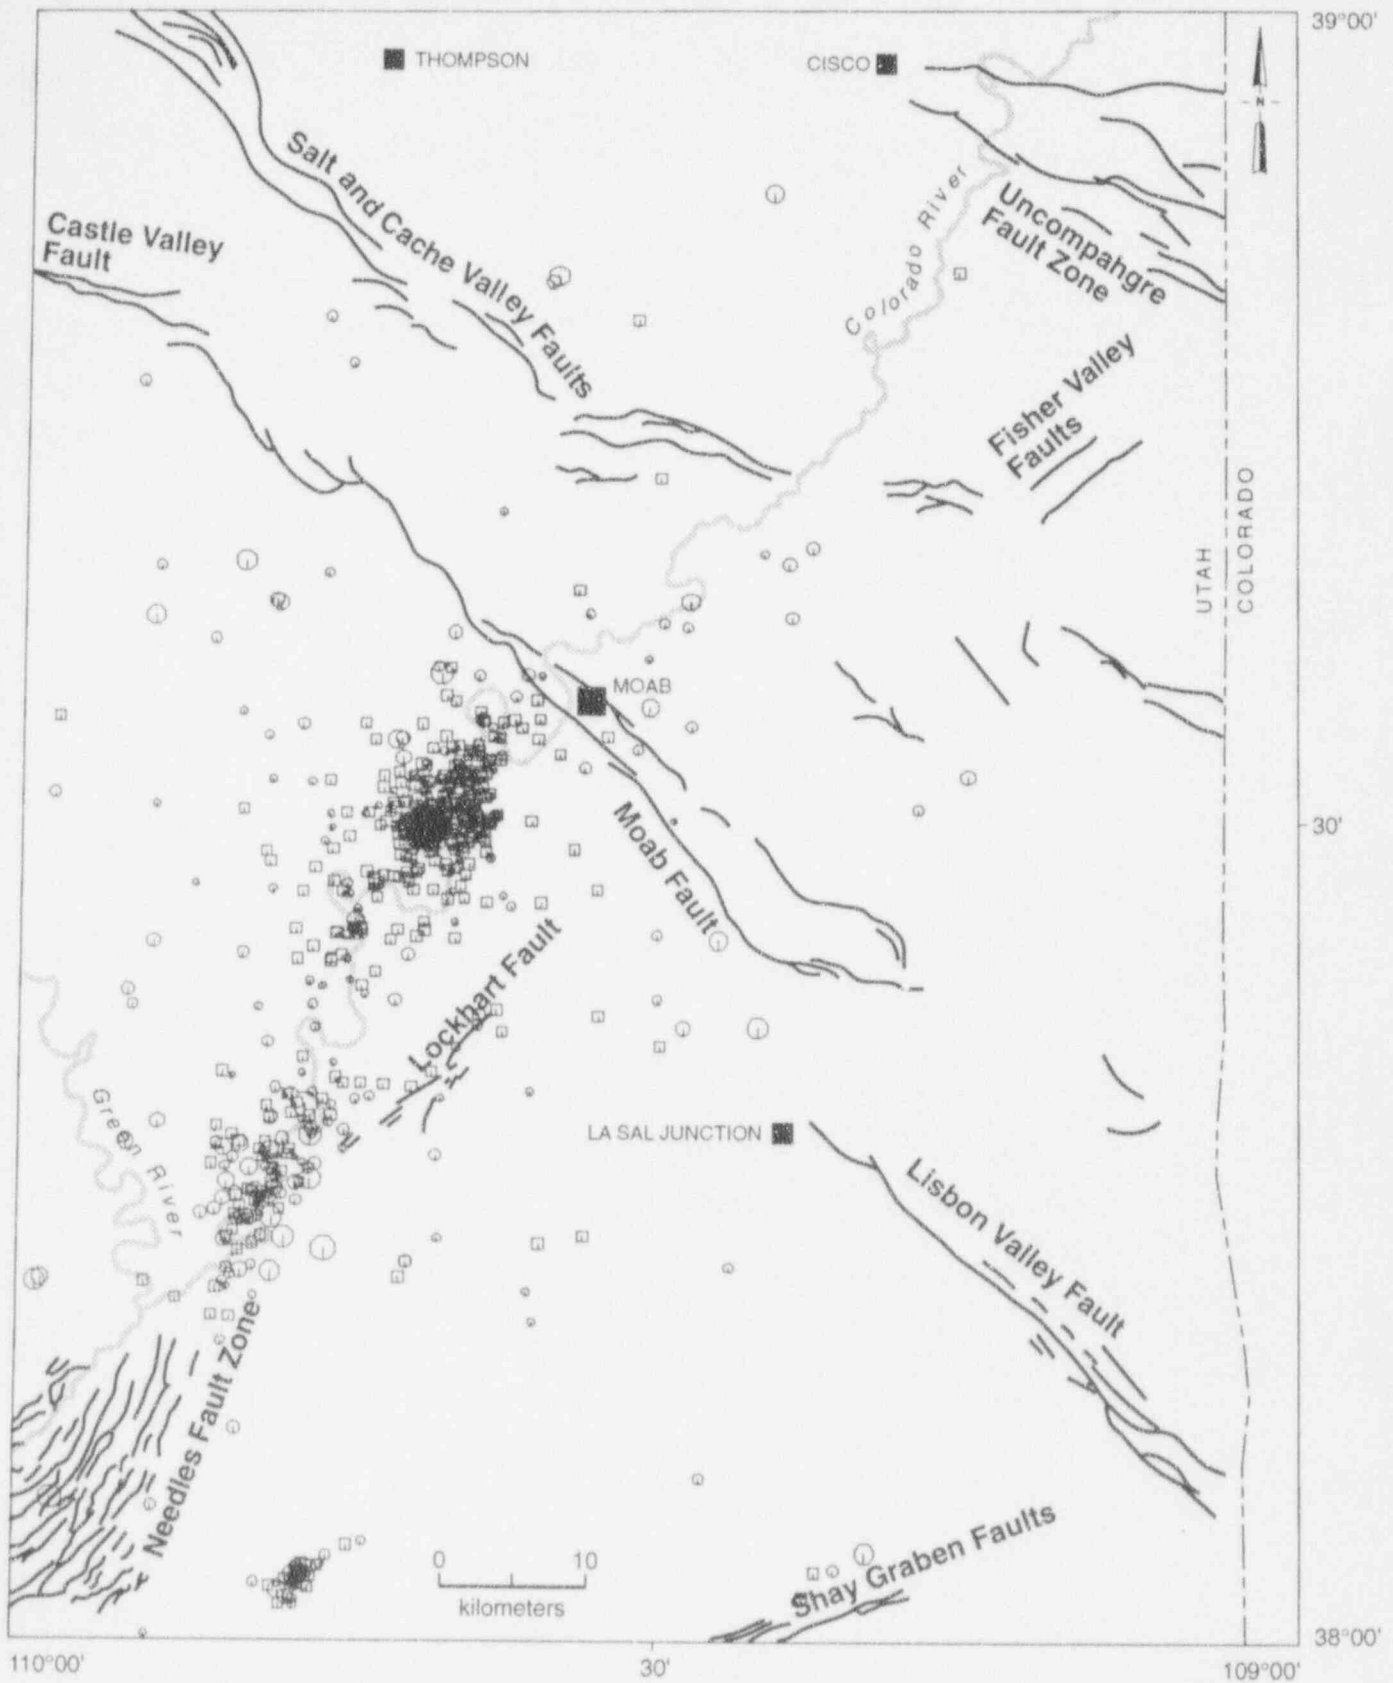 39°00'
THOMPSON
CISCO
N
Salt and Cache Valley Faults
Colorado River
Uncompahgre
Fault Zone
Castle Valley
Fault
Fisher Valley
Faults
UTAH
COLORADO
MOAB
30'
Moab Fault
Lockhart Fault
Green River
LA SAL JUNCTION
Lisbon Valley Fault
Needles Fault Zone
0 10
kilometers
Shay Graben Faults
38°00'
110°00'
30'
109°00'